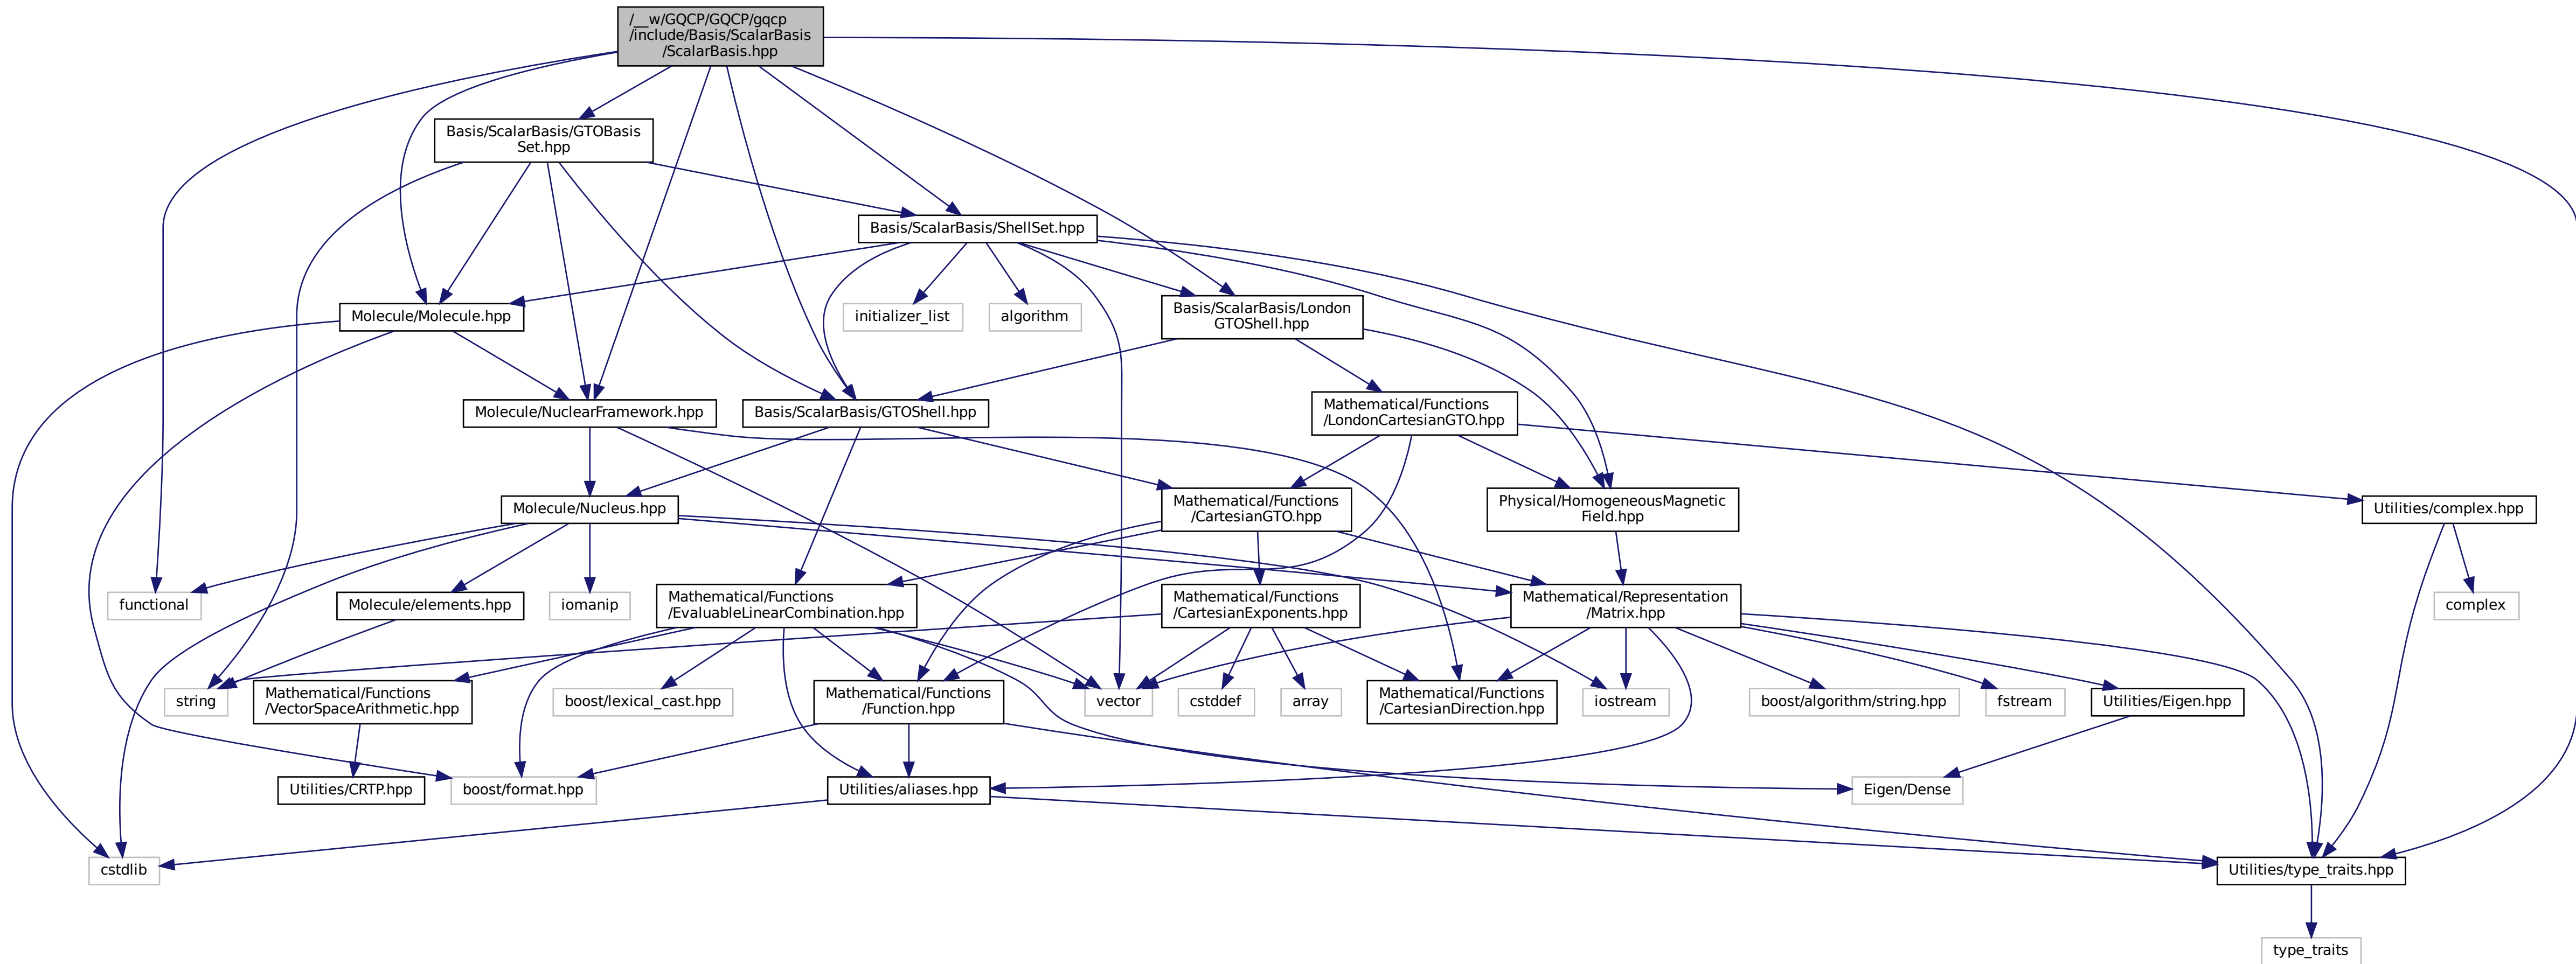 /__w/GQCP/GQCP/gqcp
/include/Basis/ScalarBasis
/ScalarBasis.hpp
Basis/ScalarBasis/GTOBasis
Set.hpp
Basis/ScalarBasis/ShellSet.hpp
Molecule/Molecule.hpp
initializer_list
algorithm
Basis/ScalarBasis/London
GTOShell.hpp
Molecule/NuclearFramework.hpp
Basis/ScalarBasis/GTOShell.hpp
Mathematical/Functions
/LondonCartesianGTO.hpp
Molecule/Nucleus.hpp
Mathematical/Functions
/CartesianGTO.hpp
Physical/HomogeneousMagnetic
Field.hpp
Utilities/complex.hpp
functional
Molecule/elements.hpp
iomanip
Mathematical/Functions
/EvaluableLinearCombination.hpp
Mathematical/Functions
/CartesianExponents.hpp
Mathematical/Representation
/Matrix.hpp
complex
string
Mathematical/Functions
/VectorSpaceArithmetic.hpp
boost/lexical_cast.hpp
Mathematical/Functions
/Function.hpp
vector
cstddef
array
Mathematical/Functions
/CartesianDirection.hpp
iostream
boost/algorithm/string.hpp
fstream
Utilities/Eigen.hpp
Utilities/CRTP.hpp
boost/format.hpp
Utilities/aliases.hpp
Eigen/Dense
cstdlib
Utilities/type_traits.hpp
type_traits